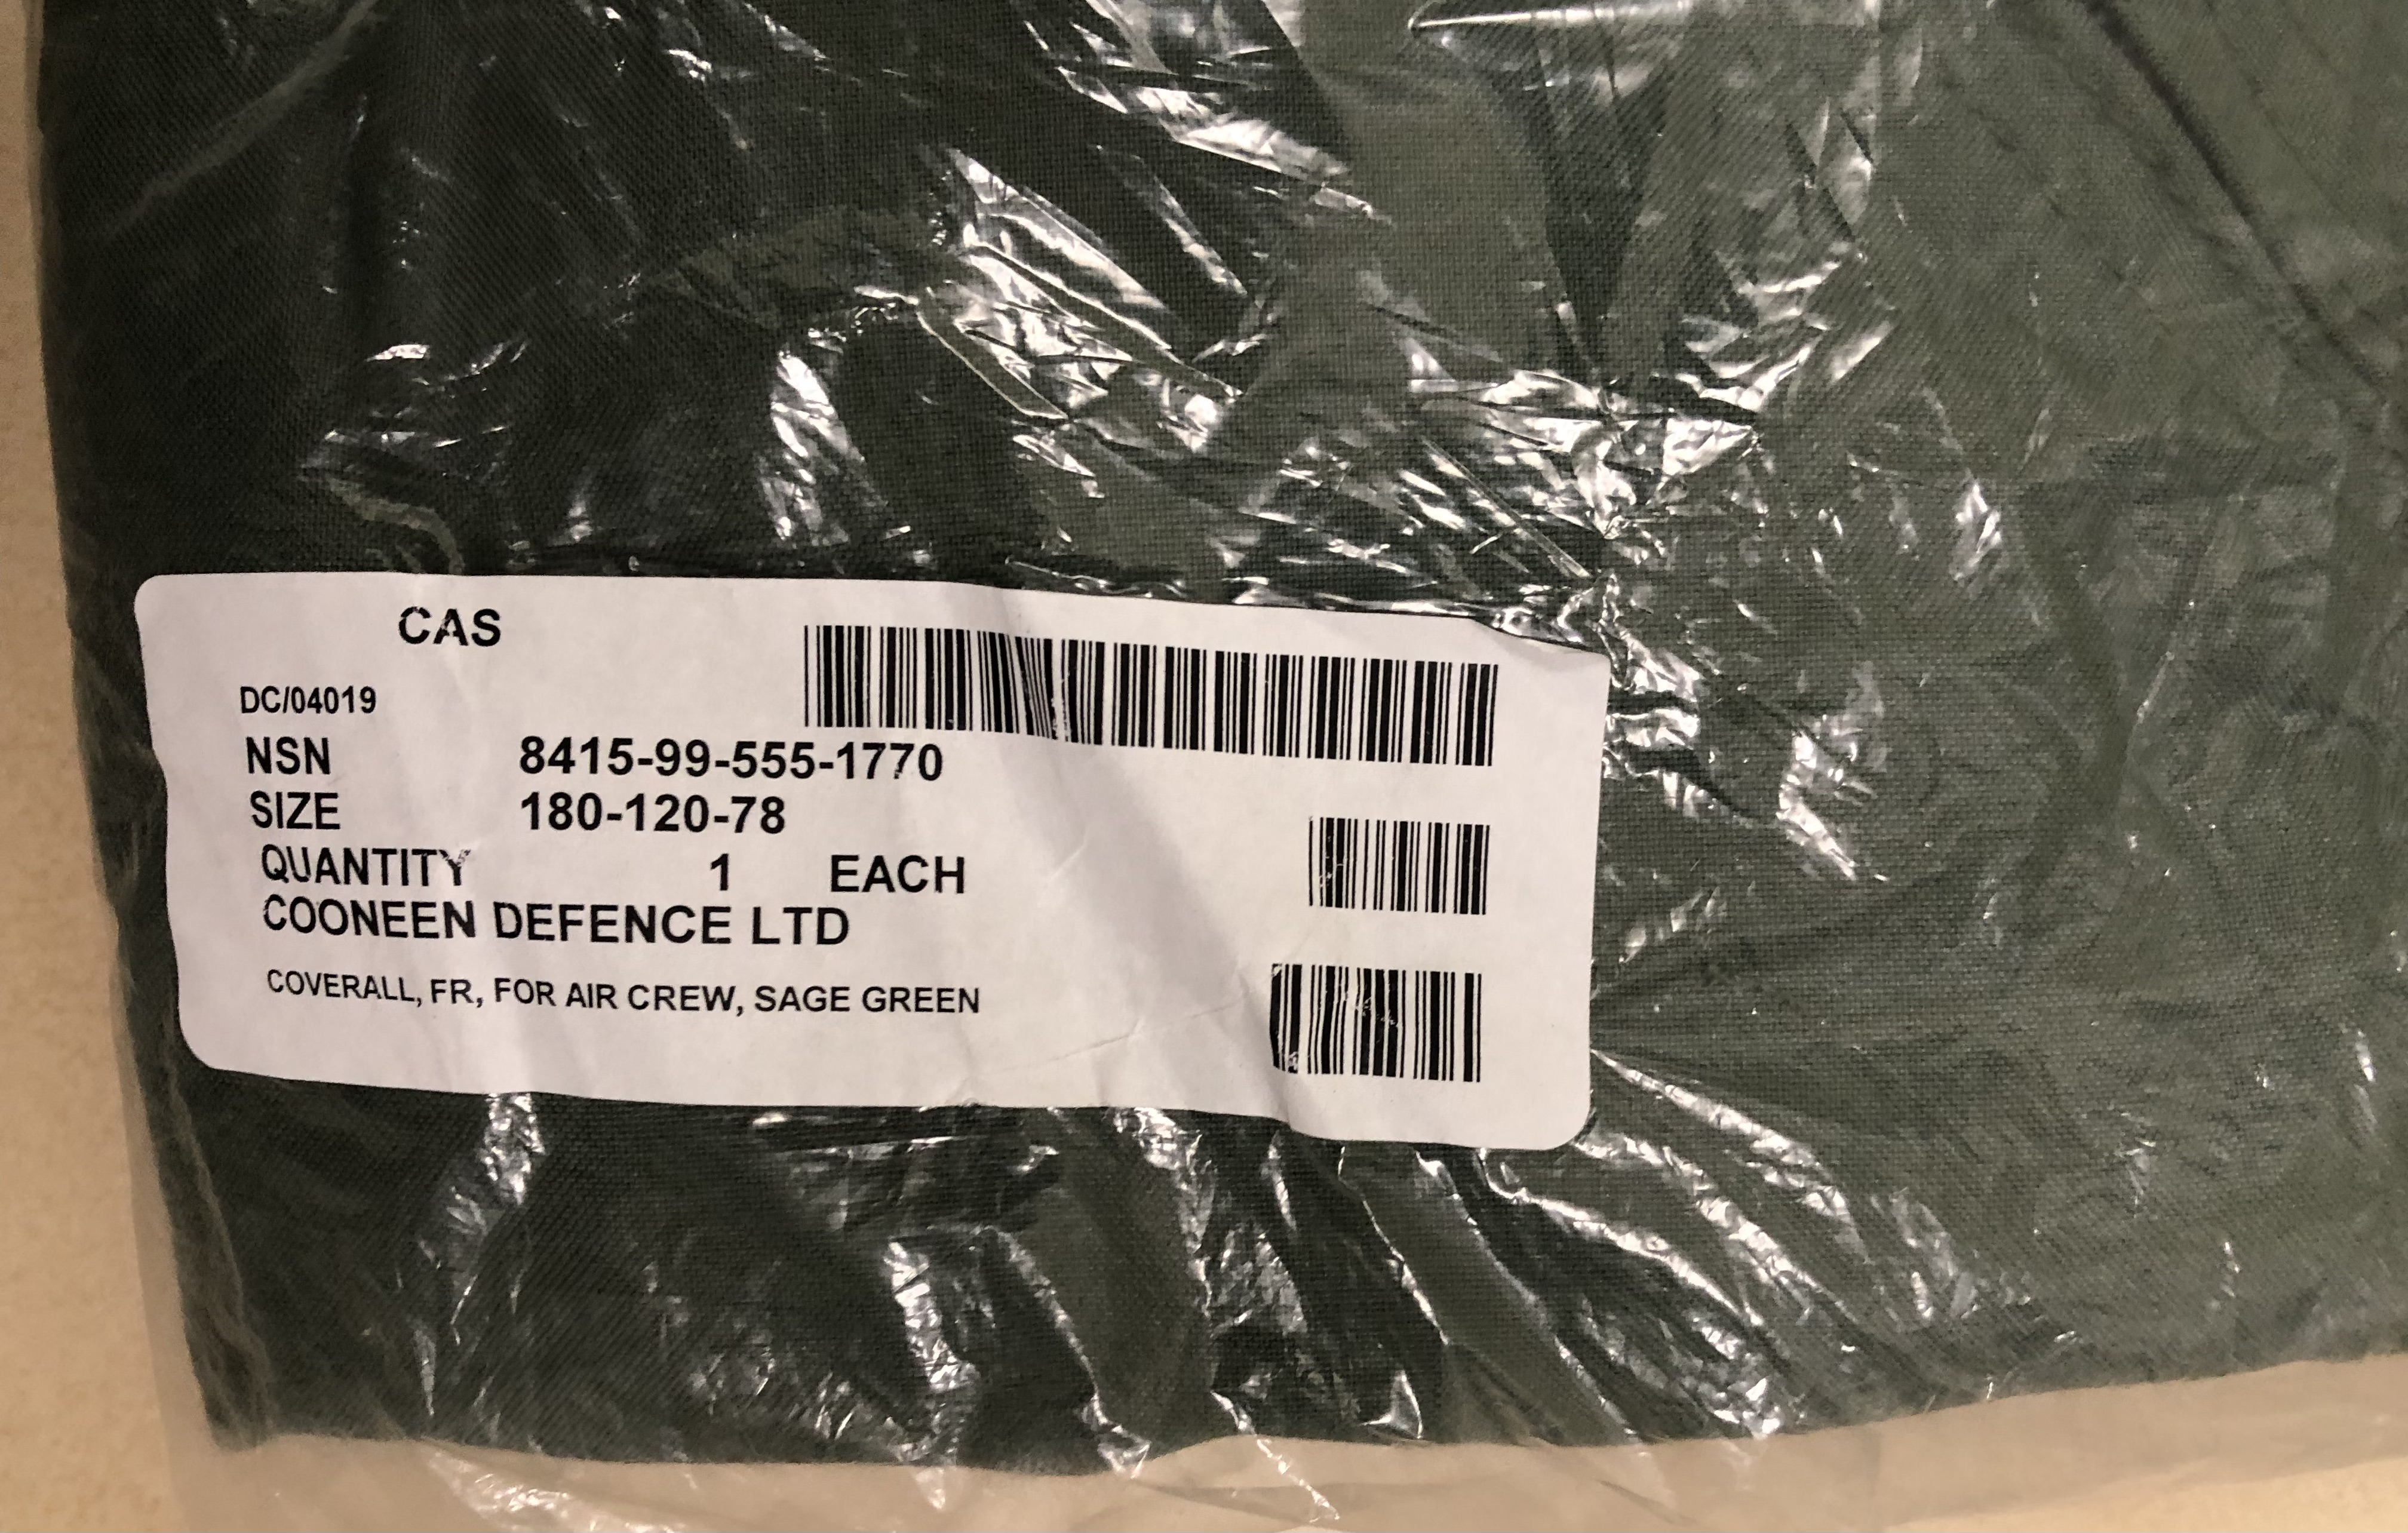 CAS
DC/04019
NSN 8415-99-555-1770
SIZE 180-120-78
QUANTITY 1 EACH
COONEEN DEFENCE LTD
COVERALL, FR, FOR AIR CREW, SAGE GREEN